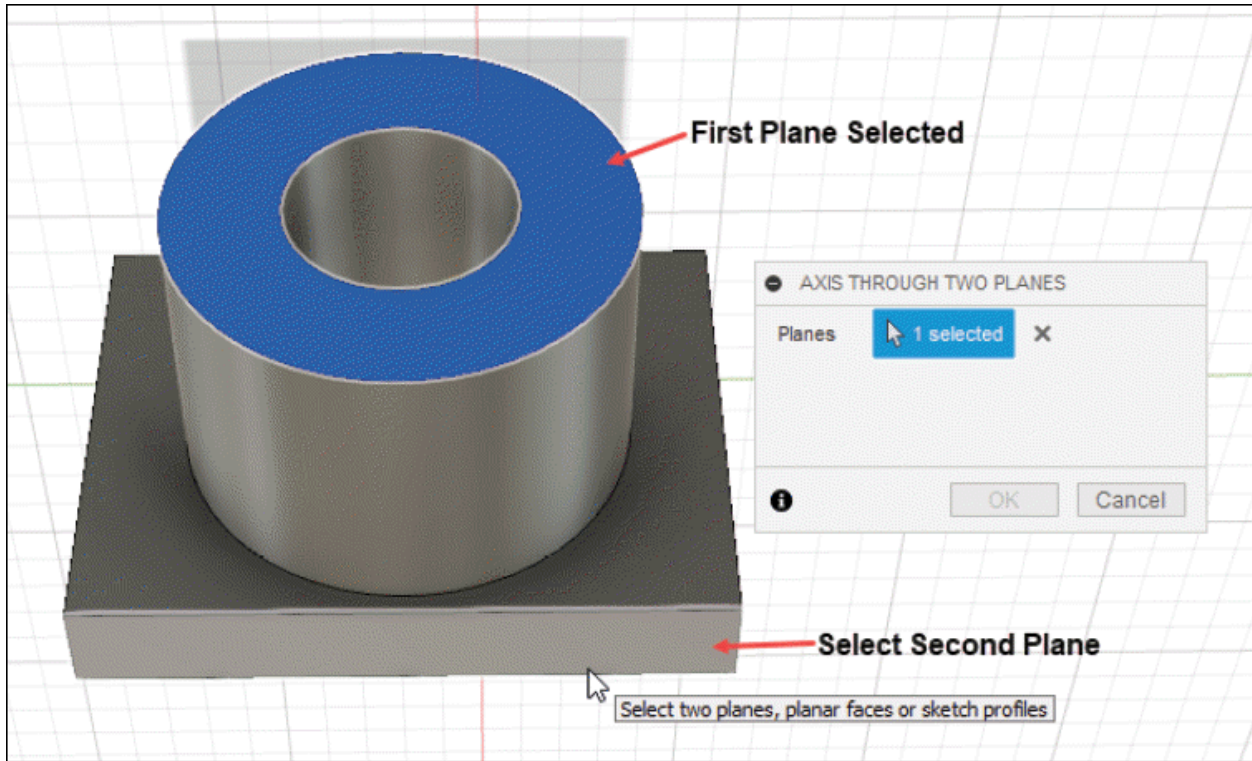 First Plane Selected
AXIS THROUGH TWO PLANES
Planes 1 selected
OK Cancel
Select Second Plane
Select two planes, planar faces or sketch profiles